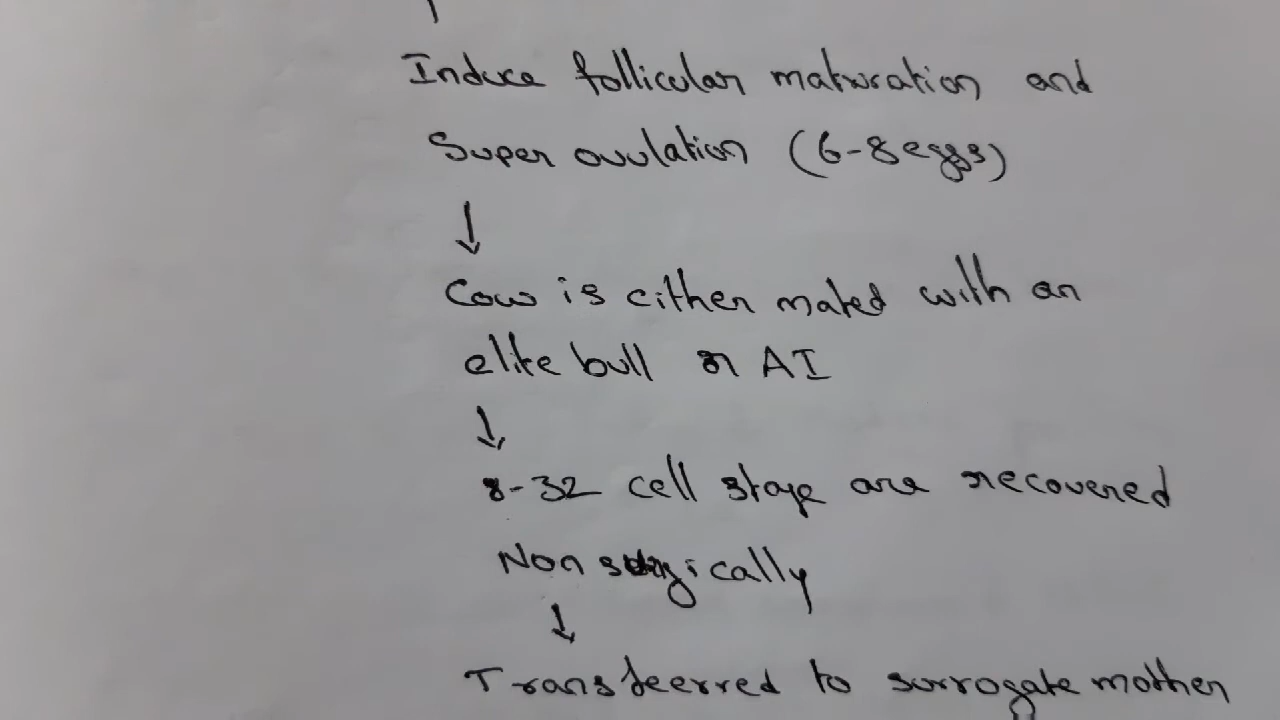 Induce follicular maturation and
Super ovulation (6-8 eggs)
↓
Cow is either mated with an
elite bull or AI
↓
8-32 cell stage are recovered
Non surgically
↓
Transfeerred to surrogate mother